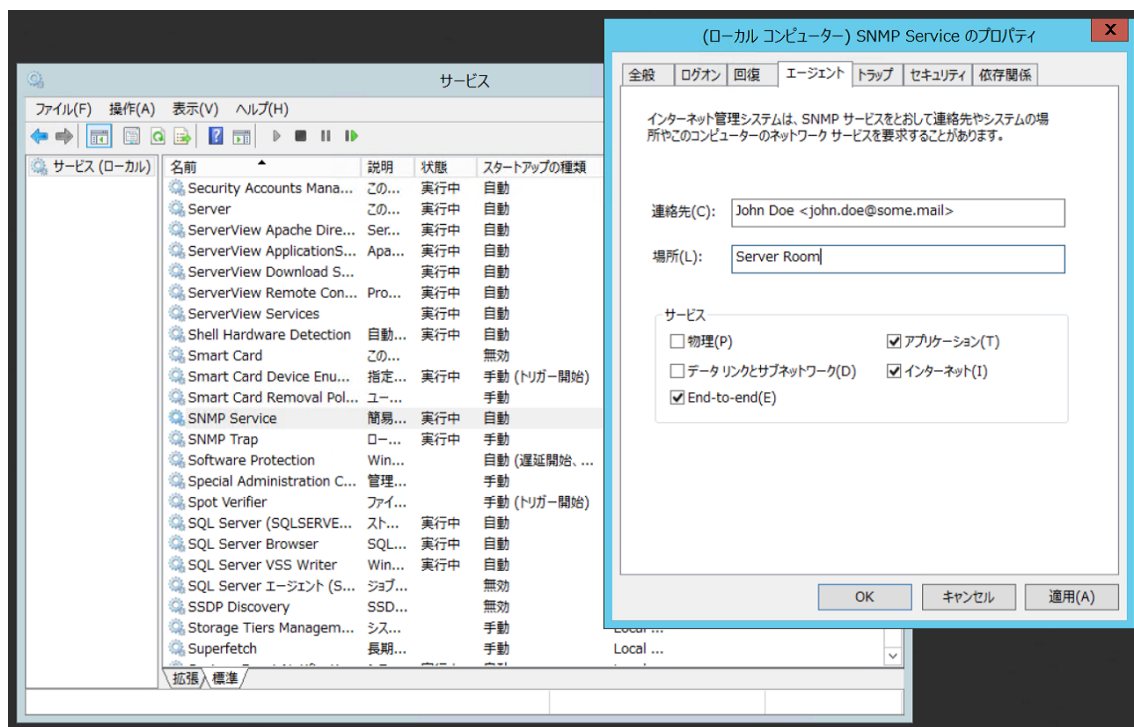 サービス
ファイル(F) 操作(A) 表示(V) ヘルプ(H)
サービス (ローカル)
名前 説明 状態 スタートアップの種類
Security Accounts Mana... この... 実行中 自動
Server この... 実行中 自動
ServerView Apache Dire... Ser... 実行中 自動
ServerView ApplicationS... Apa... 実行中 自動
ServerView Download S... 実行中 自動
ServerView Remote Con... Pro... 実行中 自動
ServerView Services 実行中 自動
Shell Hardware Detection 自動... 実行中 自動
Smart Card この... 無効
Smart Card Device Enu... 指定... 実行中 手動 (トリガー開始)
Smart Card Removal Pol... ユー... 手動
SNMP Service 簡易... 実行中 自動
SNMP Trap ロー... 実行中 手動
Software Protection Win... 自動 (遅延開始、...
Special Administration C... 管理... 手動
Spot Verifier ファイ... 手動 (トリガー開始)
SQL Server (SQLSERVE... スト... 実行中 自動
SQL Server Browser SQL... 実行中 自動
SQL Server VSS Writer Win... 実行中 自動
SQL Server エージェント (S... ジョブ... 無効
SSDP Discovery SSD... 無効
Storage Tiers Managem... シス... 手動 Local ...
Superfetch 長期... 手動 Local ...
拡張 標準
(ローカル コンピューター) SNMP Service のプロパティ
X
全般 ログオン 回復 エージェント トラップ セキュリティ 依存関係
インターネット管理システムは、SNMP サービスをとおして連絡先やシステムの場
所やこのコンピューターのネットワーク サービスを要求することがあります。
連絡先(C): John Doe <john.doe@some.mail>
場所(L): Server Room
サービス
物理(P) アプリケーション(T)
データ リンクとサブネットワーク(D) インターネット(I)
End-to-end(E)
OK キャンセル 適用(A)